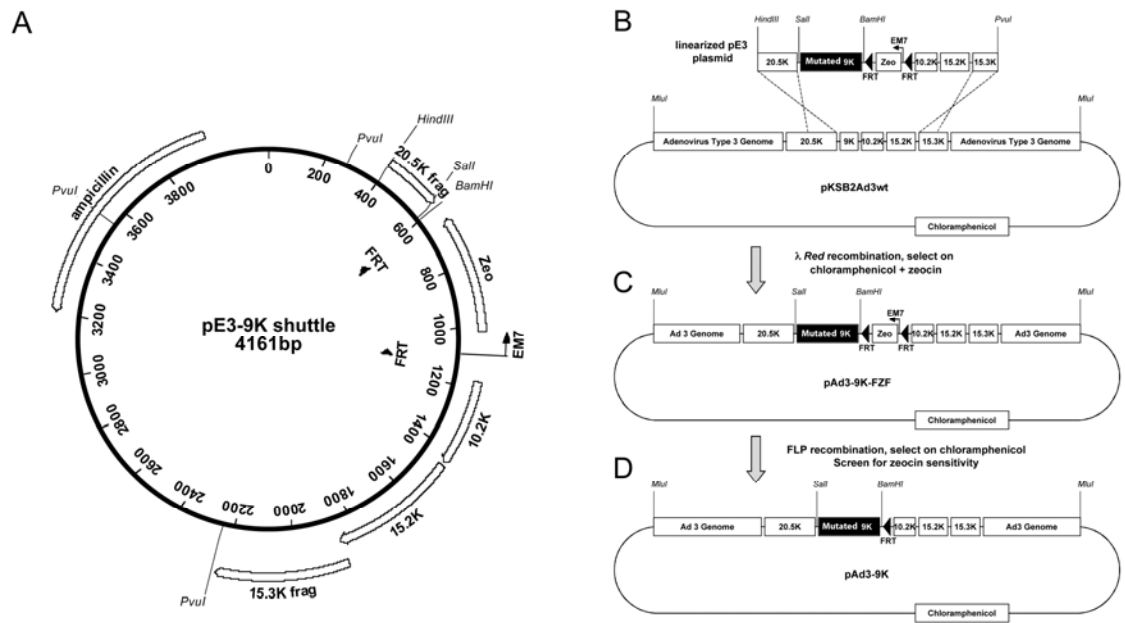 A
0
200
400
600
800
1000
1200
1400
1600
1800
2000
2200
2400
2600
2800
3000
3200
3400
3600
3800
PvuI
HindIII
20.5K frag
SalI
BamHI
Zeo
EM7
10.2K
15.2K
15.3K frag
PvuI
PvuI
ampicillin
FRT
FRT
pE3-9K shuttle
4161bp
B
HindIII SalI BamHI PvuI
EM7
linearized pE3
plasmid
20.5K Mutated 9K Zeo 10.2K 15.2K 15.3K
FRT FRT
MluI MluI
Adenovirus Type 3 Genome 20.5K 9K 10.2K 15.2K 15.3K Adenovirus Type 3 Genome
pKSB2Ad3wt
Chloramphenicol
λ Red recombination, select on
chloramphenicol + zeocin
C
MluI SalI BamHI MluI
EM7
Ad 3 Genome 20.5K Mutated 9K Zeo 10.2K 15.2K 15.3K Ad3 Genome
FRT FRT
pAd3-9K-FZF
Chloramphenicol
FLP recombination, select on chloramphenicol
Screen for zeocin sensitivity
D
MluI SalI BamHI MluI
Ad 3 Genome 20.5K Mutated 9K 10.2K 15.2K 15.3K Ad3 Genome
FRT
pAd3-9K
Chloramphenicol